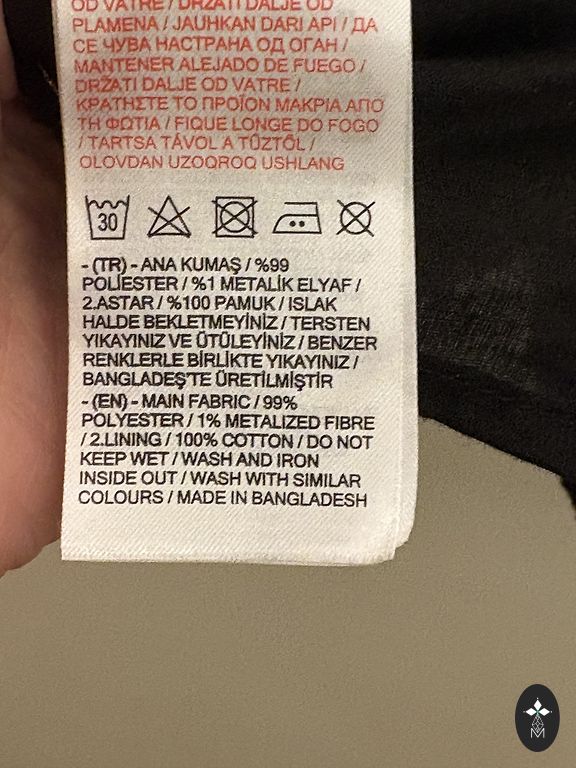 OD VATRE / DRŽATI DALJE OD
PLAMENA / JAUHKAN DARI API / ДА
СЕ ЧУВА НАСТРАНА ОД ОГАН /
MANTENER ALEJADO DE FUEGO /
DRŽATI DALJE OD VATRE /
ΚΡΑΤΗΣΤΕ ΤΟ ΠΡΟΪΟΝ ΜΑΚΡΙΑ ΑΠΟ
ΤΗ ΦΩΤΙΑ / FIQUE LONGE DO FOGO
/ TARTSA TÁVOL A TŰZTŐL /
OLOVDAN UZOQROQ USHLANG
30
- (TR) - ANA KUMAŞ / %99
POLİESTER / %1 METALİK ELYAF /
2.ASTAR / %100 PAMUK / ISLAK
HALDE BEKLETMEYİNİZ / TERSTEN
YIKAYINIZ VE ÜTÜLEYİNİZ / BENZER
RENKLERLE BİRLİKTE YIKAYINIZ /
BANGLADEŞ'TE ÜRETİLMİŞTİR
- (EN) - MAIN FABRIC / 99%
POLYESTER / 1% METALIZED FIBRE
/ 2.LINING / 100% COTTON / DO NOT
KEEP WET / WASH AND IRON
INSIDE OUT / WASH WITH SIMILAR
COLOURS / MADE IN BANGLADESH